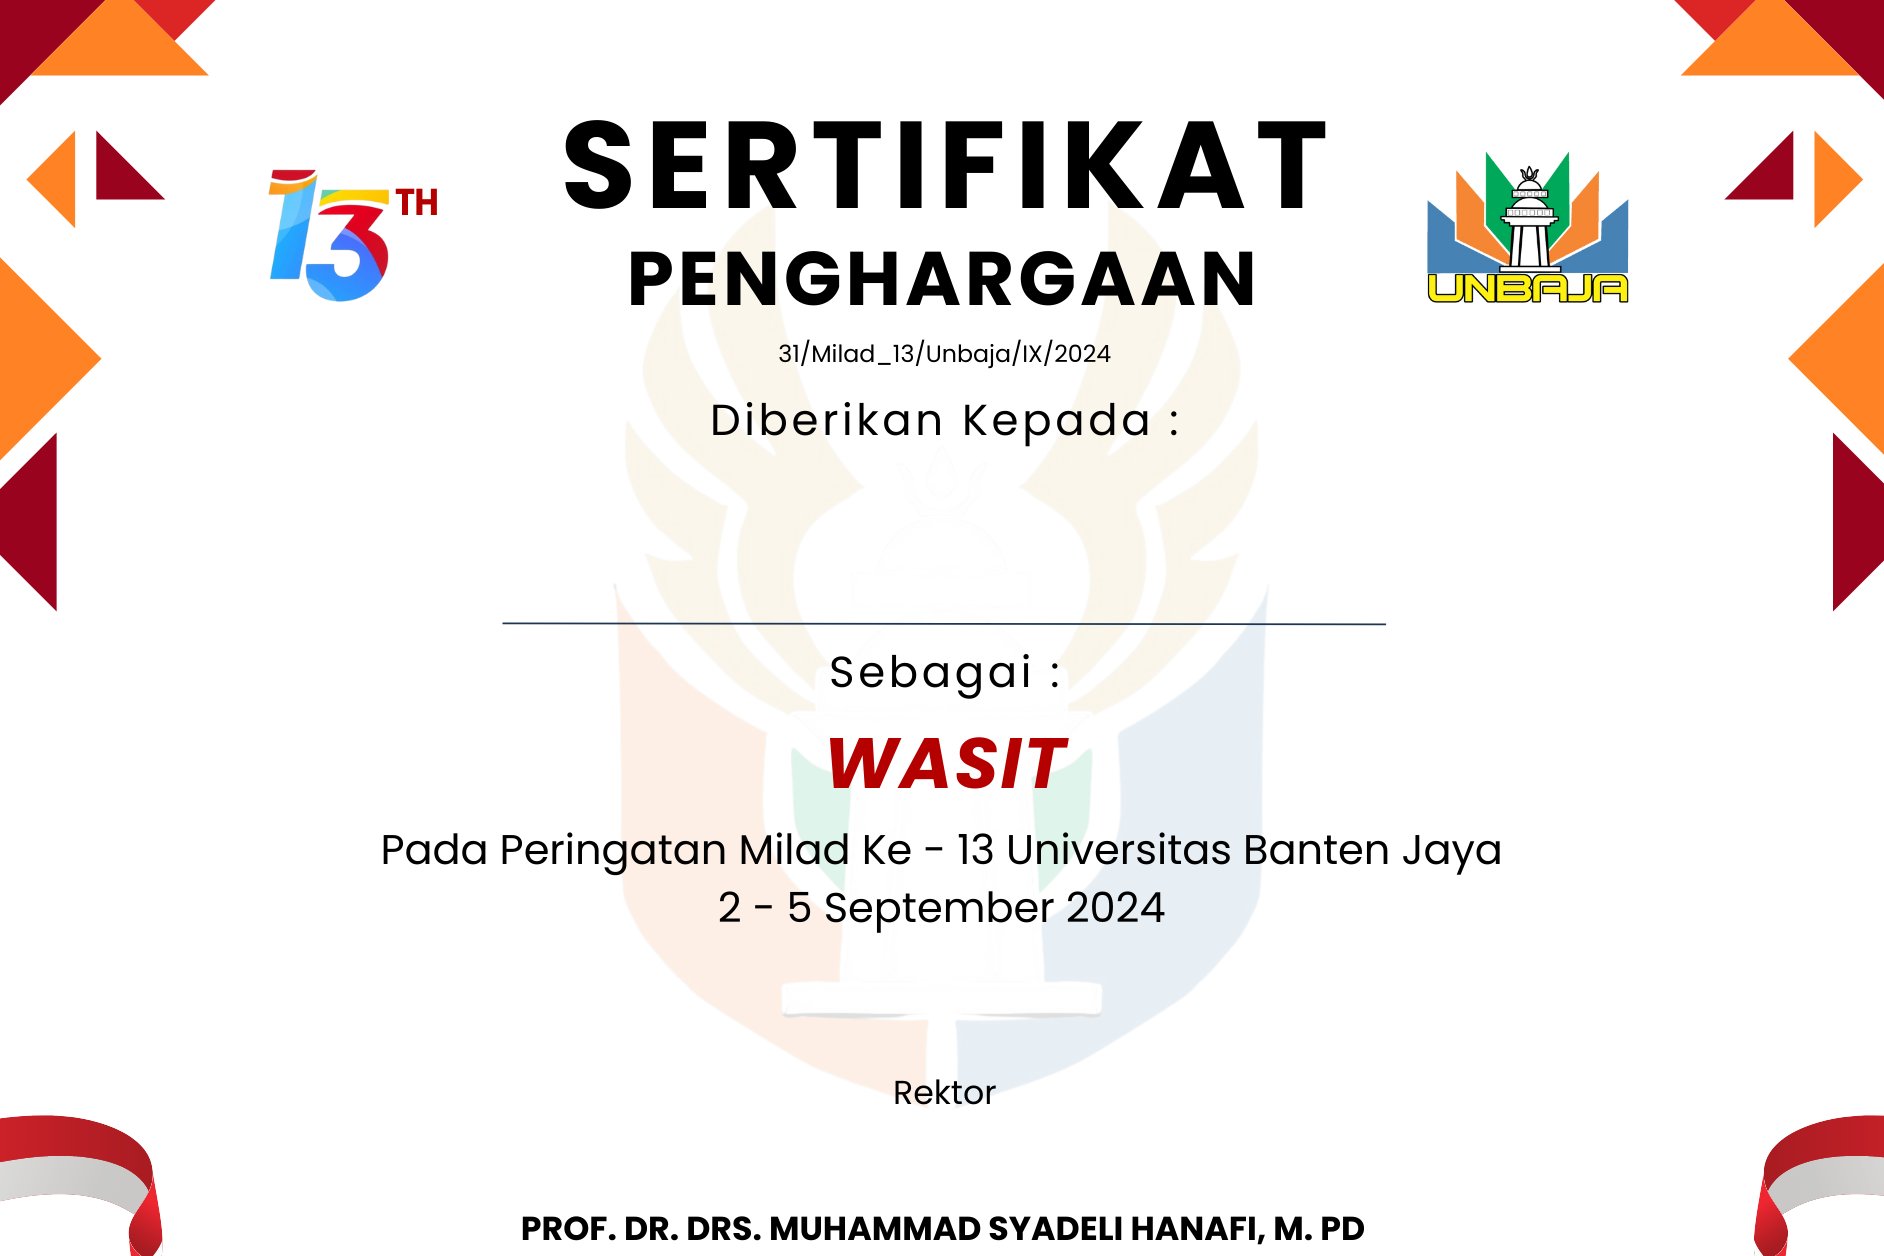 13TH
SERTIFIKAT
PENGHARGAAN
UNBAJA
31/Milad_13/Unbaja/IX/2024
Diberikan Kepada :
Sebagai :
WASIT
Pada Peringatan Milad Ke - 13 Universitas Banten Jaya
2 - 5 September 2024
Rektor
PROF. DR. DRS. MUHAMMAD SYADELI HANAFI, M. PD